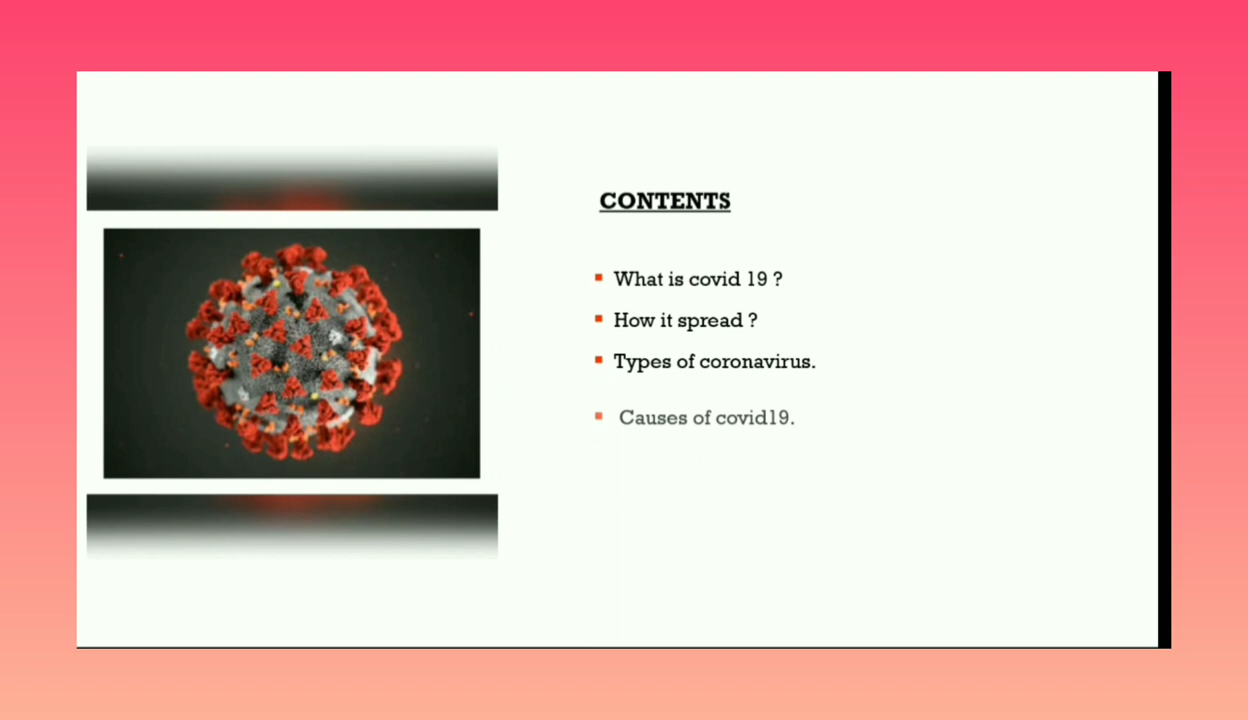 CONTENTS
What is covid 19 ?
How it spread ?
Types of coronavirus.
Causes of covid19.